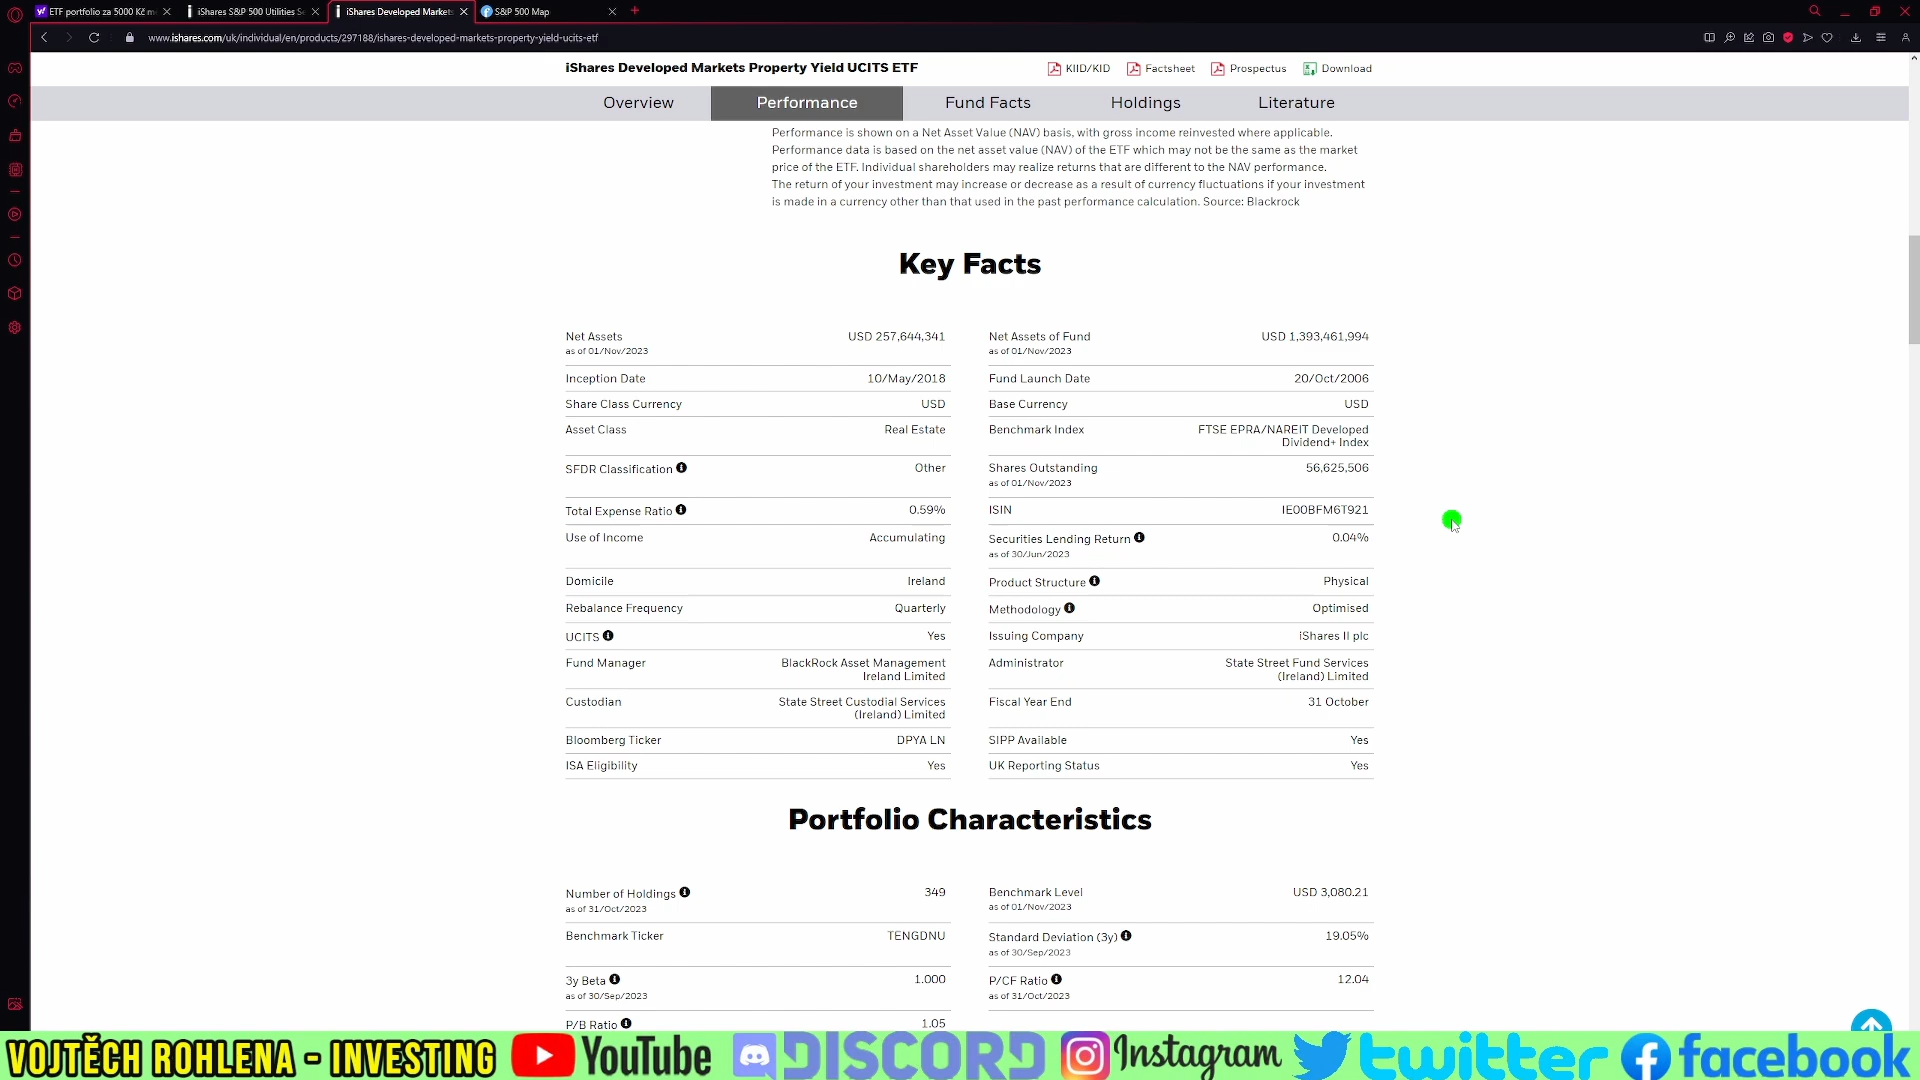 ETF portfolio za 5000 Kč m
iShares S&P 500 Utilities Se
iShares Developed Markets
S&P 500 Map
www.ishares.com/uk/individual/en/products/297188/ishares-developed-markets-property-yield-ucits-etf
iShares Developed Markets Property Yield UCITS ETF
KIID/KID
Factsheet
Prospectus
Download
Overview
Performance
Fund Facts
Holdings
Literature
Performance is shown on a Net Asset Value (NAV) basis, with gross income reinvested where applicable.
Performance data is based on the net asset value (NAV) of the ETF which may not be the same as the market
price of the ETF. Individual shareholders may realize returns that are different to the NAV performance.
The return of your investment may increase or decrease as a result of currency fluctuations if your investment
is made in a currency other than that used in the past performance calculation. Source: Blackrock
Key Facts
Net Assets USD 257,644,341
as of 01/Nov/2023
Net Assets of Fund USD 1,393,461,994
as of 01/Nov/2023
Inception Date 10/May/2018
Fund Launch Date 20/Oct/2006
Share Class Currency USD
Base Currency USD
Asset Class Real Estate
Benchmark Index FTSE EPRA/NAREIT Developed
Dividend+ Index
SFDR Classification Other
Shares Outstanding 56,625,506
as of 01/Nov/2023
Total Expense Ratio 0.59%
ISIN IE00BFM6T921
Use of Income Accumulating
Securities Lending Return 0.04%
as of 30/Jun/2023
Domicile Ireland
Product Structure Physical
Rebalance Frequency Quarterly
Methodology Optimised
UCITS Yes
Issuing Company iShares II plc
Fund Manager BlackRock Asset Management
Ireland Limited
Administrator State Street Fund Services
(Ireland) Limited
Custodian State Street Custodial Services
(Ireland) Limited
Fiscal Year End 31 October
Bloomberg Ticker DPYA LN
SIPP Available Yes
ISA Eligibility Yes
UK Reporting Status Yes
Portfolio Characteristics
Number of Holdings 349
as of 31/Oct/2023
Benchmark Level USD 3,080.21
as of 01/Nov/2023
Benchmark Ticker TENGDNU
Standard Deviation (3y) 19.05%
as of 30/Sep/2023
3y Beta 1.000
as of 30/Sep/2023
P/CF Ratio 12.04
as of 31/Oct/2023
P/B Ratio 1.05
VOJTĚCH ROHLENA - INVESTING
YouTube
DISCORD
Instagram
twitter
facebook